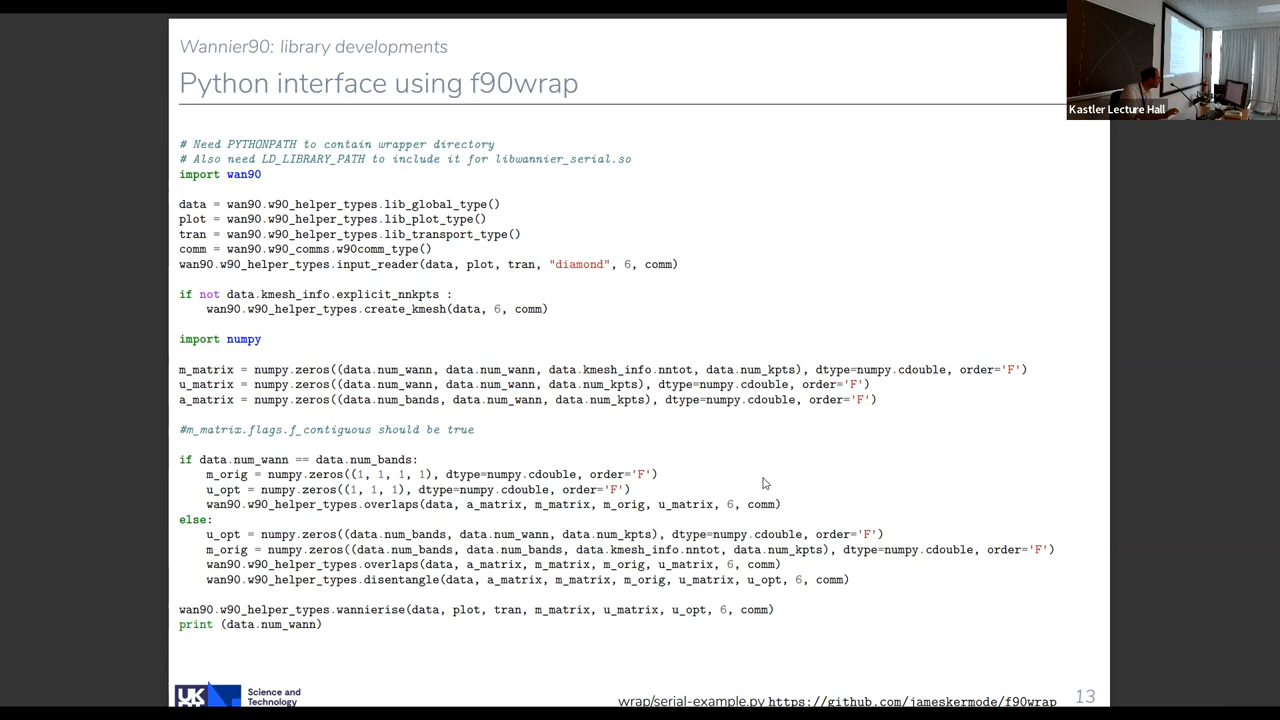 Wannier90: library developments
Python interface using f90wrap
Kastler Lecture Hall
# Need PYTHONPATH to contain wrapper directory
# Also need LD_LIBRARY_PATH to include it for libwannier_serial.so
import wan90
data = wan90.w90_helper_types.lib_global_type()
plot = wan90.w90_helper_types.lib_plot_type()
tran = wan90.w90_helper_types.lib_transport_type()
comm = wan90.w90_comms.w90comm_type()
wan90.w90_helper_types.input_reader(data, plot, tran, "diamond", 6, comm)
if not data.kmesh_info.explicit_nnkpts :
    wan90.w90_helper_types.create_kmesh(data, 6, comm)
import numpy
m_matrix = numpy.zeros((data.num_wann, data.num_wann, data.kmesh_info.nntot, data.num_kpts), dtype=numpy.cdouble, order='F')
u_matrix = numpy.zeros((data.num_wann, data.num_wann, data.num_kpts), dtype=numpy.cdouble, order='F')
a_matrix = numpy.zeros((data.num_bands, data.num_wann, data.num_kpts), dtype=numpy.cdouble, order='F')
#m_matrix.flags.f_contiguous should be true
if data.num_wann == data.num_bands:
    m_orig = numpy.zeros((1, 1, 1, 1), dtype=numpy.cdouble, order='F')
    u_opt = numpy.zeros((1, 1, 1), dtype=numpy.cdouble, order='F')
    wan90.w90_helper_types.overlaps(data, a_matrix, m_matrix, m_orig, u_matrix, 6, comm)
else:
    u_opt = numpy.zeros((data.num_bands, data.num_wann, data.num_kpts), dtype=numpy.cdouble, order='F')
    m_orig = numpy.zeros((data.num_bands, data.num_bands, data.kmesh_info.nntot, data.num_kpts), dtype=numpy.cdouble, order='F')
    wan90.w90_helper_types.overlaps(data, a_matrix, m_matrix, m_orig, u_matrix, 6, comm)
    wan90.w90_helper_types.disentangle(data, a_matrix, m_matrix, m_orig, u_matrix, u_opt, 6, comm)
wan90.w90_helper_types.wannierise(data, plot, tran, m_matrix, u_matrix, u_opt, 6, comm)
print (data.num_wann)
UK
Science and
Technology
wrap/serial-example.py https://github.com/jameskermode/f90wrap
13